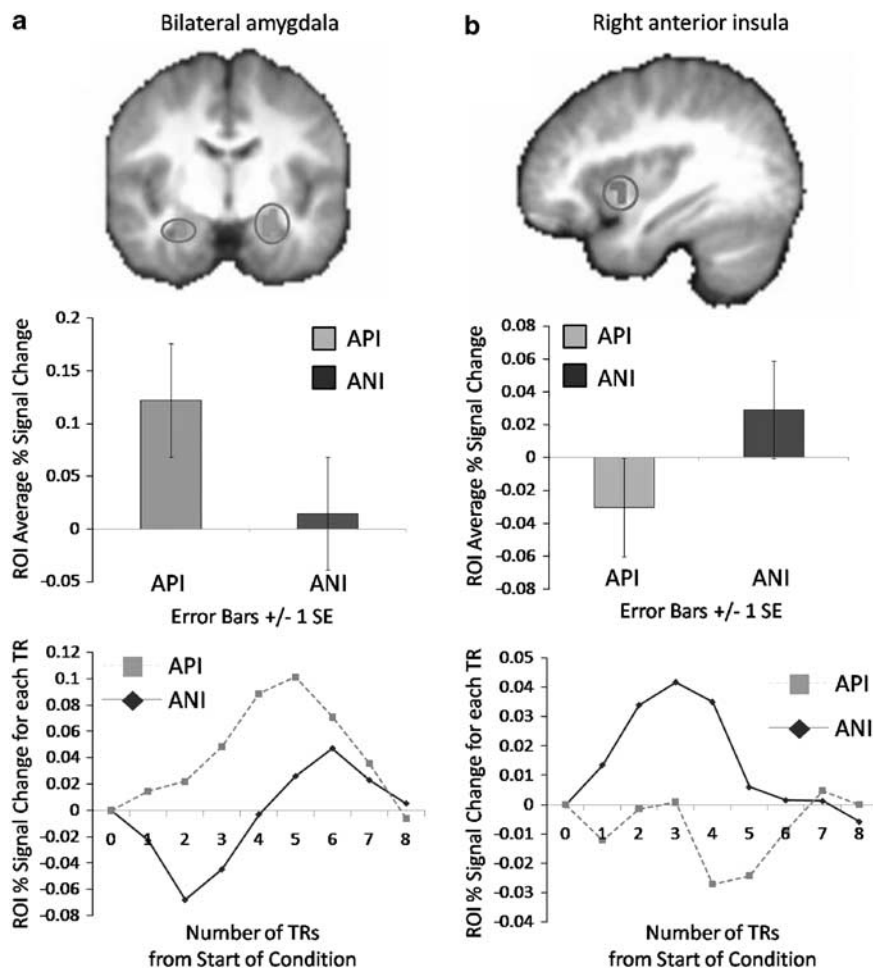 a Bilateral amygdala
b Right anterior insula
ROI Average % Signal Change
0.2
0.15
0.1
0.05
0
-0.05
API
ANI
API ANI
Error Bars +/- 1 SE
ROI Average % Signal Change
0.08
0.06
0.04
0.02
0
-0.02
-0.04
-0.06
-0.08
API
ANI
API ANI
Error Bars +/- 1 SE
ROI % Signal Change for each TR
0.12
0.1
0.08
0.06
0.04
0.02
0
-0.02
-0.04
-0.06
-0.08
API
ANI
0 1 2 3 4 5 6 7 8
Number of TRs
from Start of Condition
ROI % Signal Change for each TR
0.05
0.04
0.03
0.02
0.01
0
-0.01
-0.02
-0.03
-0.04
API
ANI
0 1 2 3 4 5 6 7 8
Number of TRs
from Start of Condition